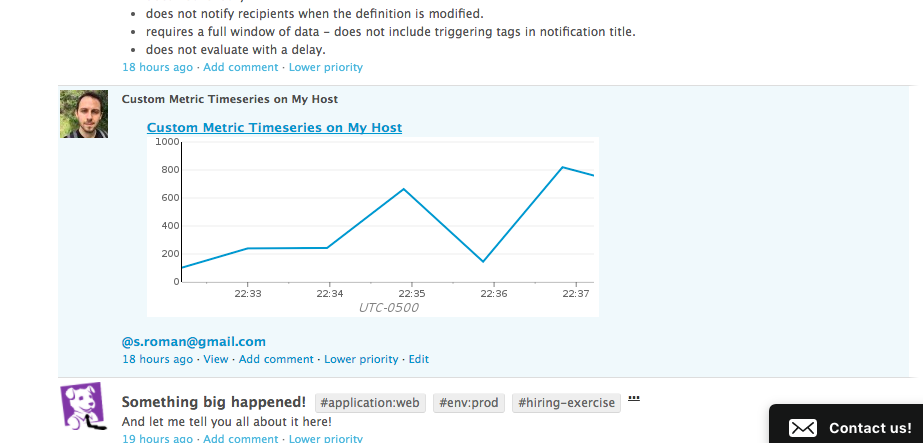 does not notify recipients when the definition is modified.
requires a full window of data – does not include triggering tags in notification title.
does not evaluate with a delay.
18 hours ago · Add comment · Lower priority
Custom Metric Timeseries on My Host
Custom Metric Timeseries on My Host
1000
800
600
400
200
0
22:33 22:34 22:35 22:36 22:37
UTC-0500
@s.roman@gmail.com
18 hours ago · View · Add comment · Lower priority · Edit
Something big happened! #application:web #env:prod #hiring-exercise ...
And let me tell you all about it here!
19 hours ago · Add comment · Lower priority
Contact us!